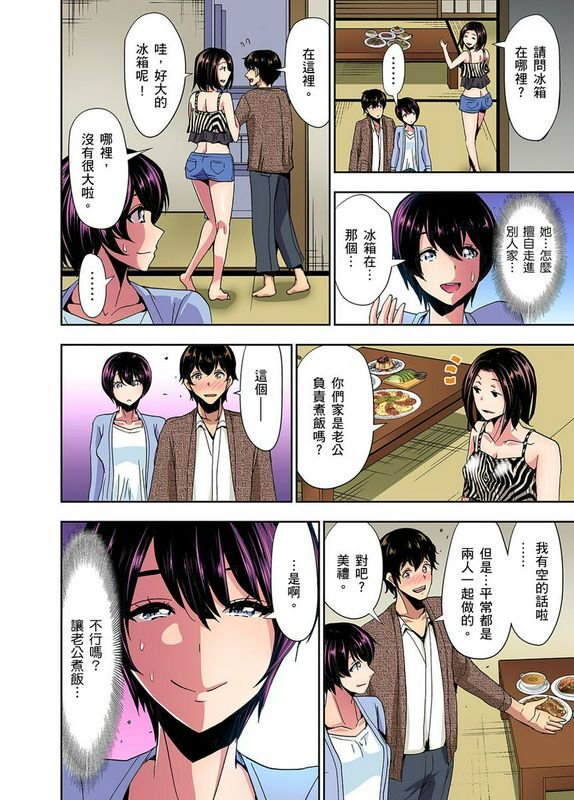 請問冰箱
在哪裡？
……
在這裡。
哇，好大的
冰箱呢！
哪裡，
沒有很大啦。
……
她…怎麼
擅自走進
別人家…
冰箱在…
那個…
你們家是老公
負責煮飯嗎？
這個—
……
我有空的話啦
但是…平常都是
兩人一起做的。
對吧？
美禮。
…是啊。
不行嗎？
讓老公煮飯…